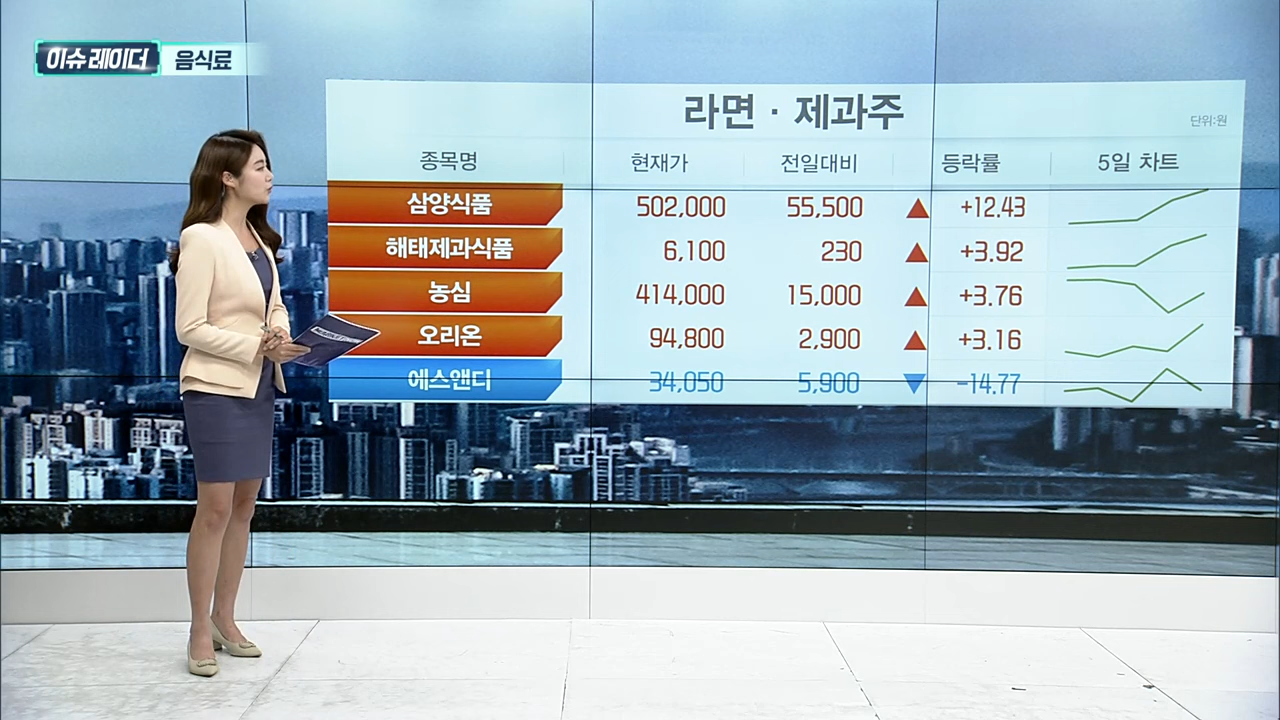 이슈 레이더 음식료
라면 · 제과주
단위:원
종목명 현재가 전일대비 등락률 5일 차트
삼양식품 502,000 55,500 ▲ +12.43
해태제과식품 6,100 230 ▲ +3.92
농심 414,000 15,000 ▲ +3.76
오리온 94,800 2,900 ▲ +3.16
에스앤디 34,050 5,900 ▼ -14.77